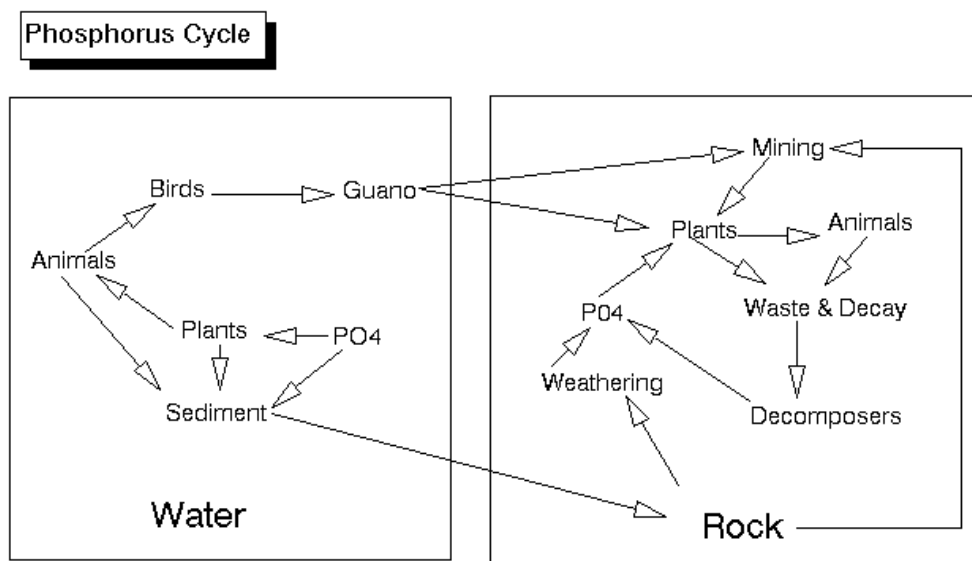 Phosphorus Cycle
Birds
Guano
Animals
Plants
PO4
Sediment
Water
Mining
Plants
Animals
P04
Waste & Decay
Weathering
Decomposers
Rock